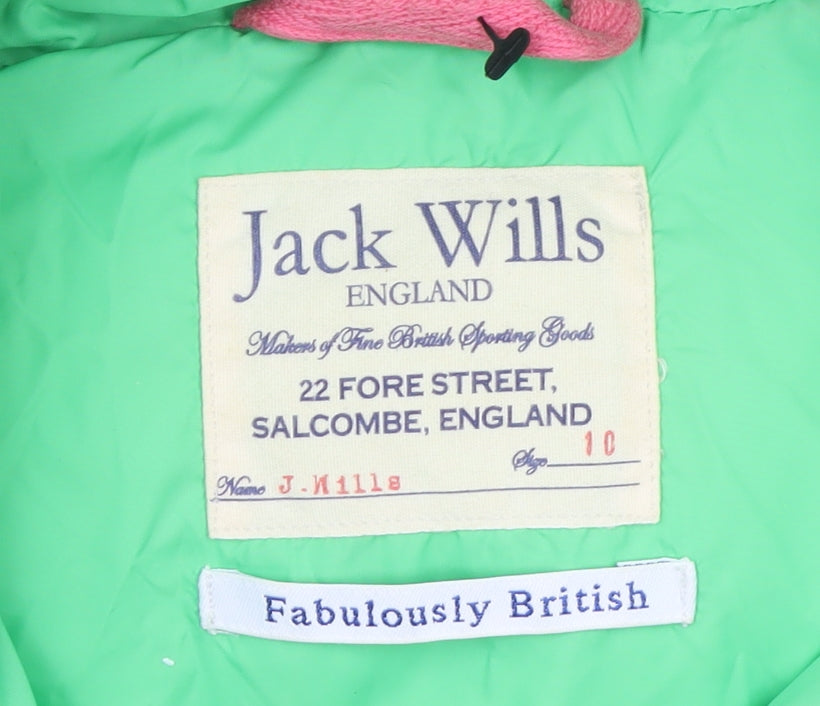 Jack Wills
ENGLAND
Makers of Fine British Sporting Goods
22 FORE STREET,
SALCOMBE, ENGLAND
Size 10
Name J.Wills
Fabulously British